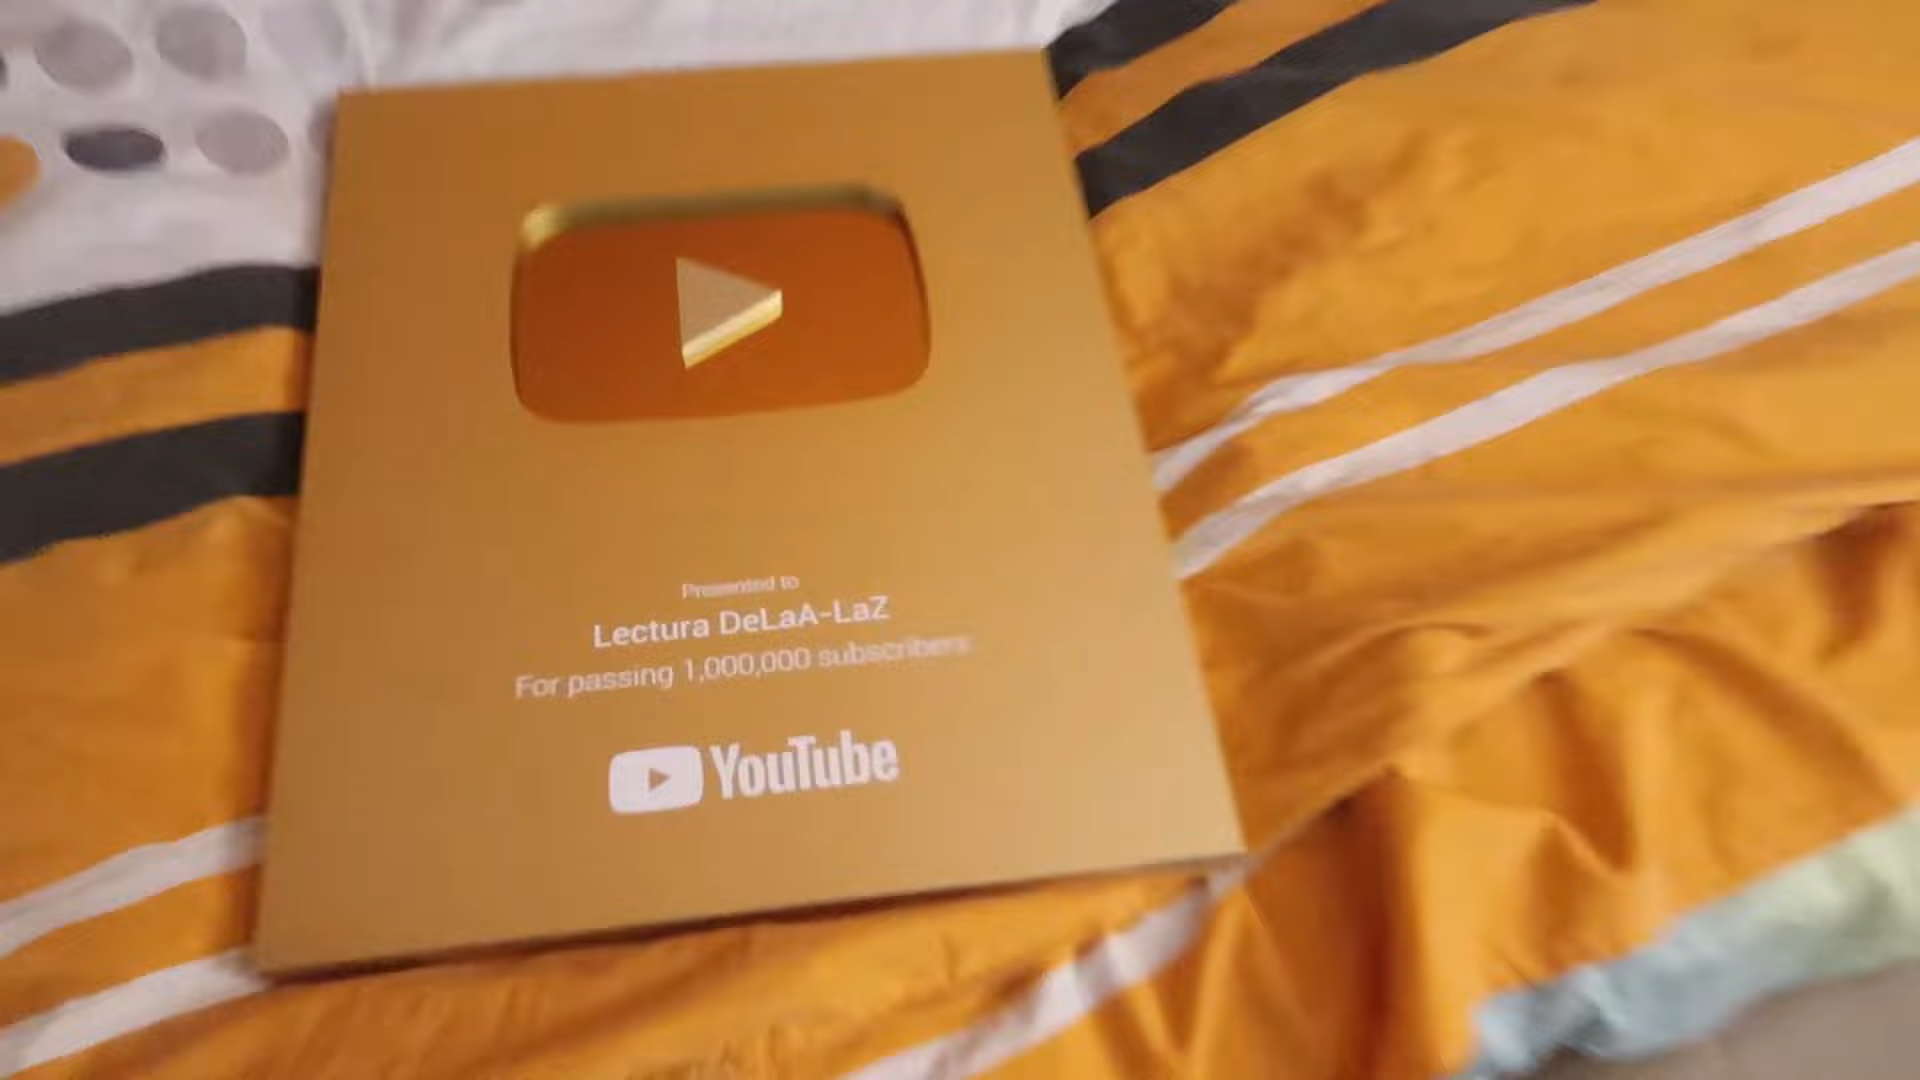 Presented to
Lectura DeLaA-LaZ
For passing 1,000,000 subscribers
YouTube